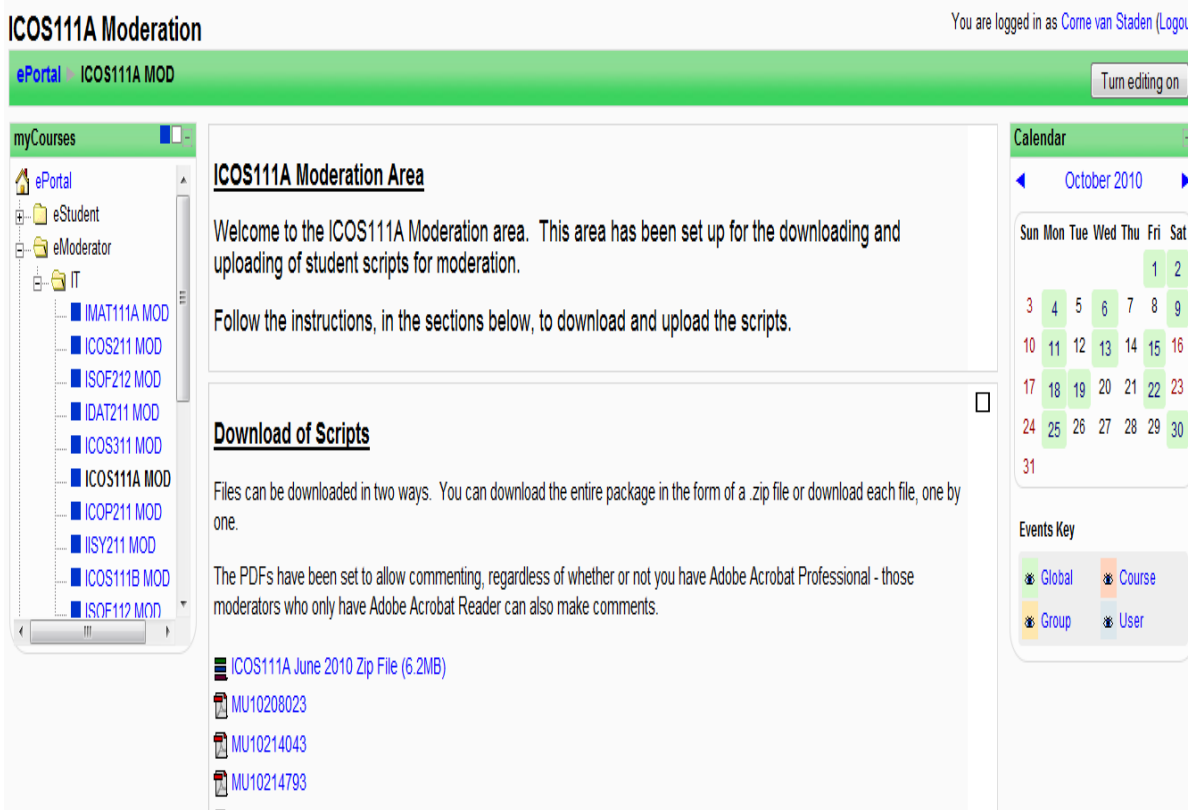 ICOS111A Moderation
You are logged in as Corne van Staden (Logou
ePortal ICOS111A MOD
Turn editing on
myCourses
ePortal
eStudent
eModerator
IT
IMAT111A MOD
ICOS211 MOD
ISOF212 MOD
IDAT211 MOD
ICOS311 MOD
ICOS111A MOD
ICOP211 MOD
IISY211 MOD
ICOS111B MOD
ISOF112 MOD
ICOS111A Moderation Area
Welcome to the ICOS111A Moderation area. This area has been set up for the downloading and
uploading of student scripts for moderation.
Follow the instructions, in the sections below, to download and upload the scripts.
Download of Scripts
Files can be downloaded in two ways. You can download the entire package in the form of a .zip file or download each file, one by
one.
The PDFs have been set to allow commenting, regardless of whether or not you have Adobe Acrobat Professional - those
moderators who only have Adobe Acrobat Reader can also make comments.
ICOS111A June 2010 Zip File (6.2MB)
MU10208023
MU10214043
MU10214793
Calendar
October 2010
Sun Mon Tue Wed Thu Fri Sat
1 2
3 4 5 6 7 8 9
10 11 12 13 14 15 16
17 18 19 20 21 22 23
24 25 26 27 28 29 30
31
Events Key
Global Course
Group User